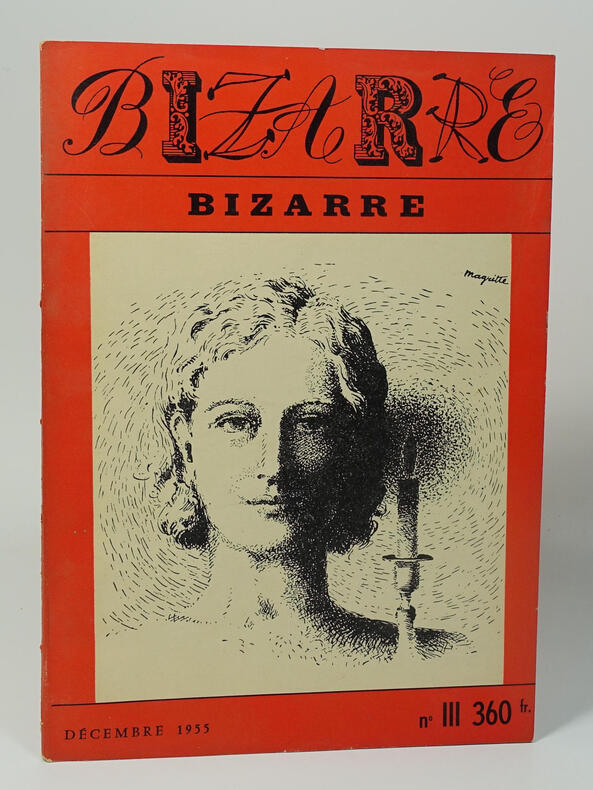 BIZARRE
BIZARRE
magritte
DÉCEMBRE 1955
n° III 360 fr.